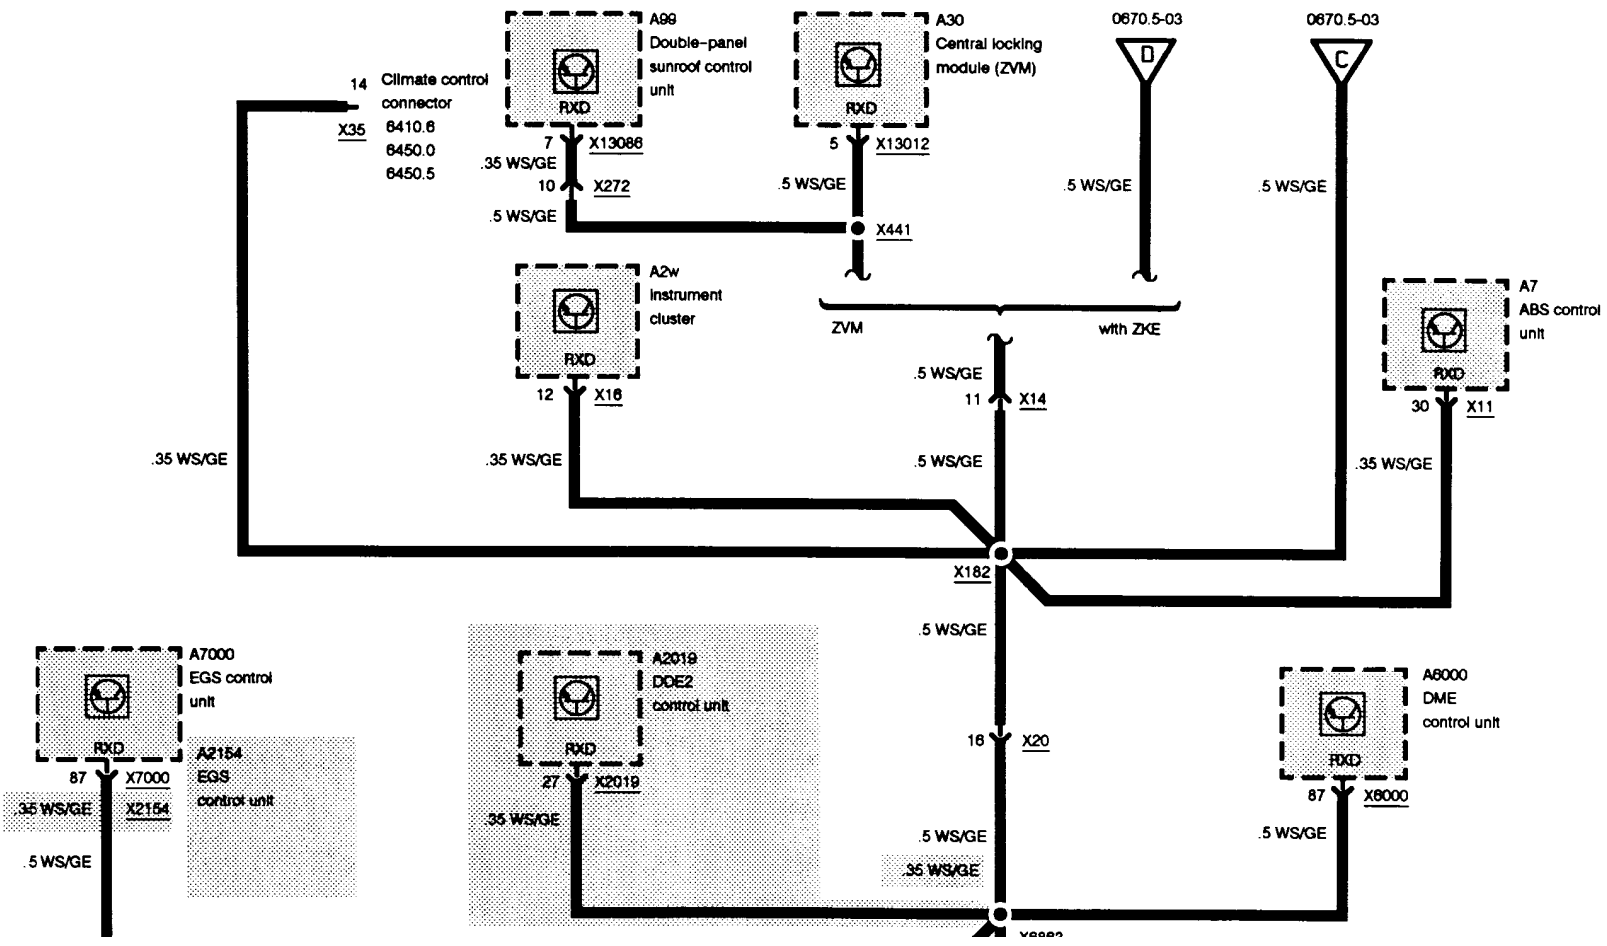 14
Climate control
connector
6410.6
6450.0
6450.5
X35
A99
Double-panel
sunroof control
unit
RXD
7
X13086
.35 WS/GE
10
X272
.5 WS/GE
A30
Central locking
module (ZVM)
RXD
5
X13012
.5 WS/GE
X441
0670.5-03
D
.5 WS/GE
0670.5-03
C
.5 WS/GE
A2w
Instrument
cluster
RXD
12
X16
.35 WS/GE
ZVM
with ZKE
.5 WS/GE
11
X14
.5 WS/GE
A7
ABS control
unit
RXD
30
X11
.35 WS/GE
.35 WS/GE
X182
.5 WS/GE
A7000
EGS control
unit
RXD
87
X7000
.35 WS/GE
X2154
.5 WS/GE
A2154
EGS
control unit
A2019
DDE2
control unit
RXD
27
X2019
.35 WS/GE
16
X20
.5 WS/GE
.35 WS/GE
A6000
DME
control unit
RXD
87
X6000
.5 WS/GE